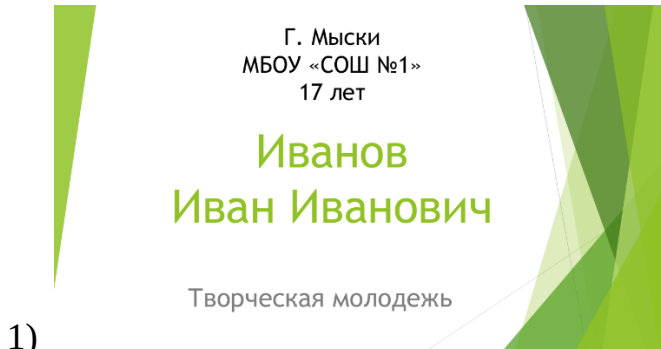 Г. Мыски
МБОУ «СОШ №1»
17 лет
Иванов
Иван Иванович
Творческая молодежь
1)